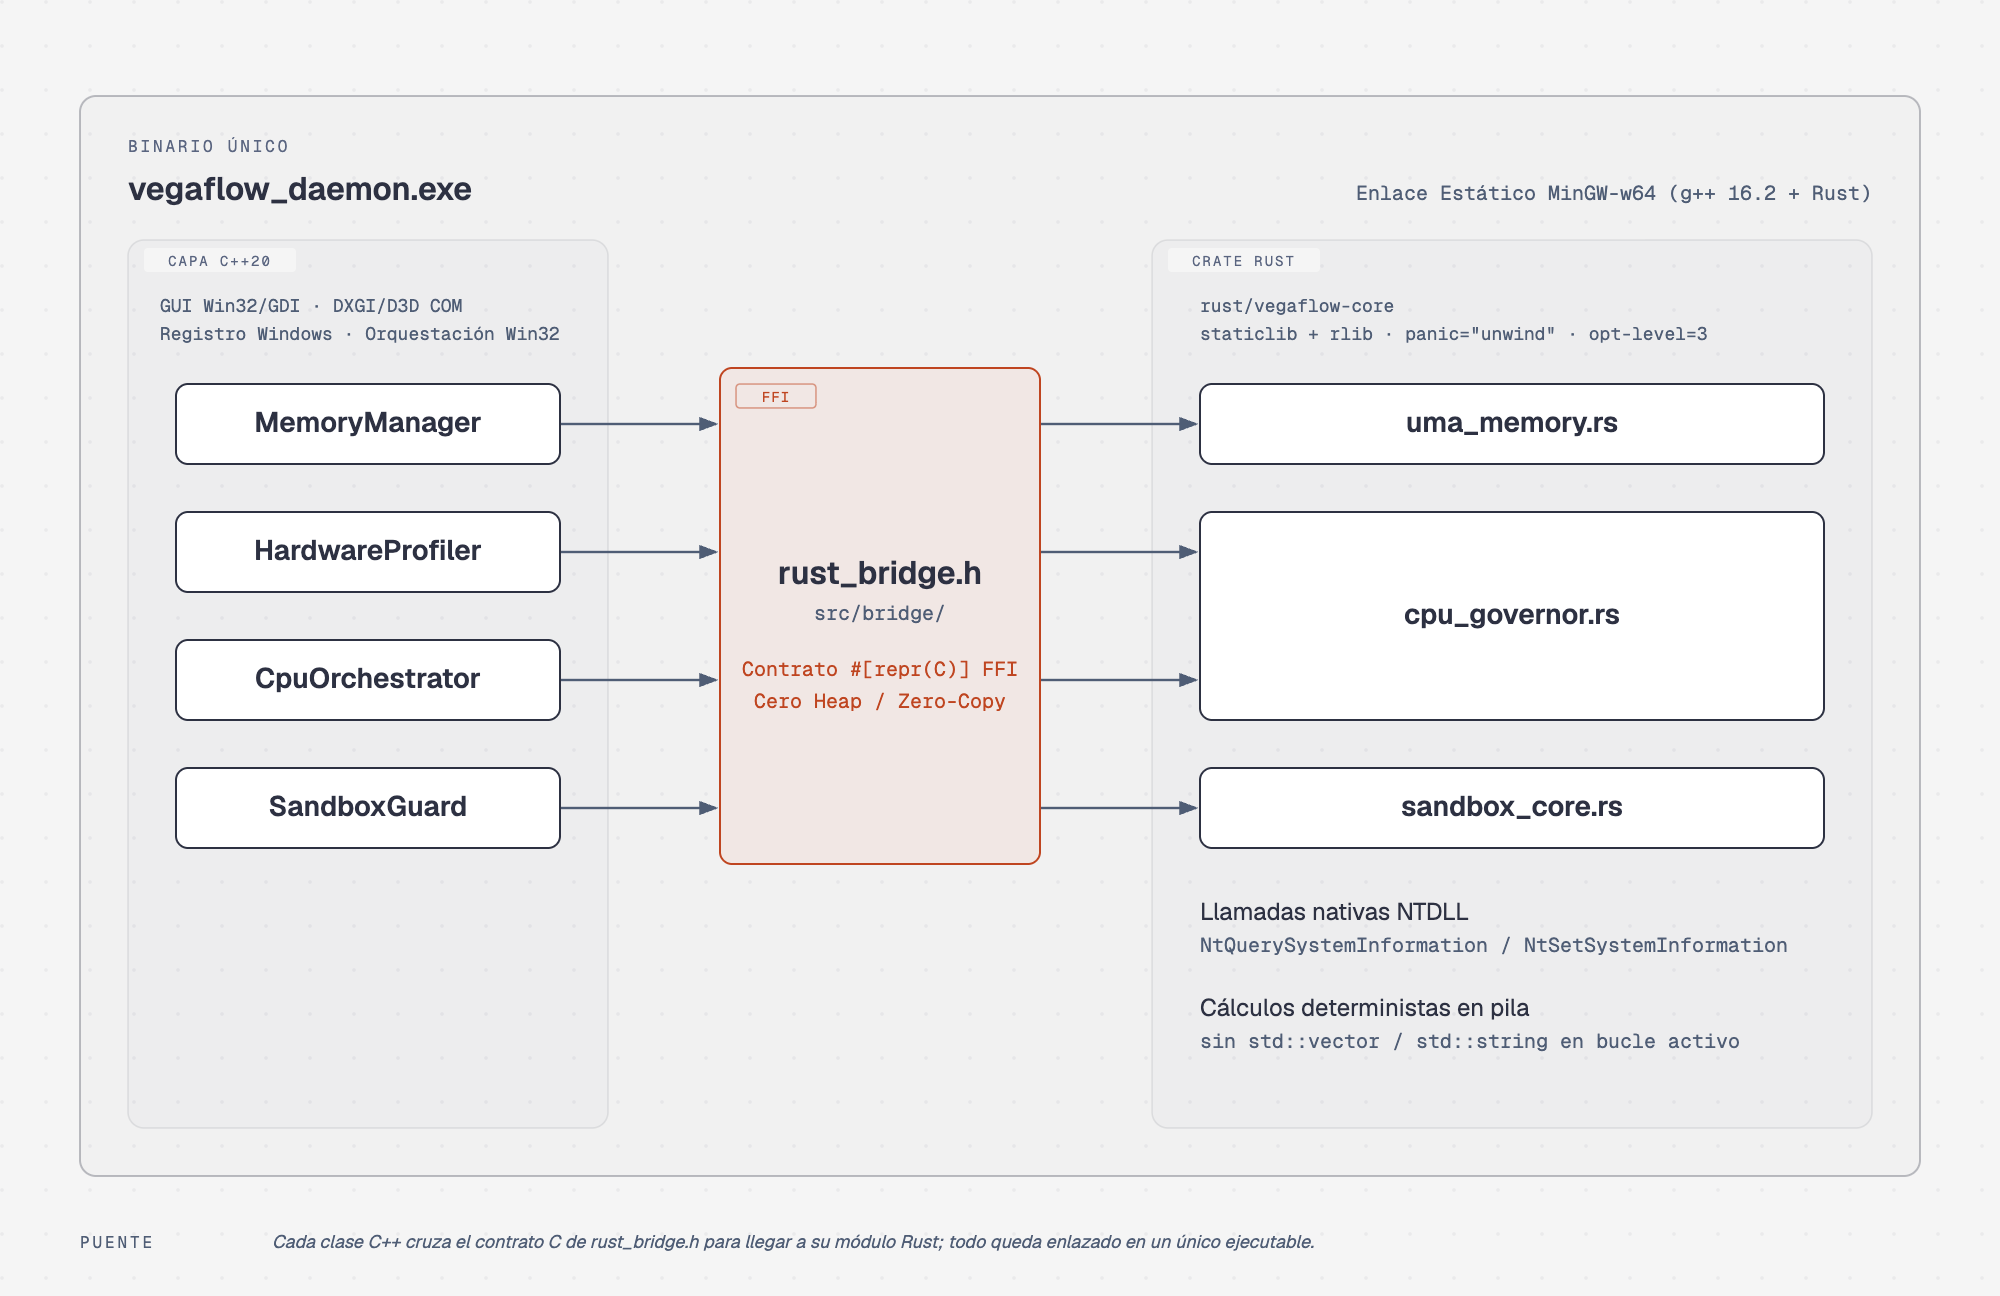 BINARIO ÚNICO
vegaflow_daemon.exe
Enlace Estático MinGW-w64 (g++ 16.2 + Rust)
CAPA C++20
GUI Win32/GDI · DXGI/D3D COM
Registro Windows · Orquestación Win32
MemoryManager
HardwareProfiler
CpuOrchestrator
SandboxGuard
FFI
rust_bridge.h
src/bridge/
Contrato #[repr(C)] FFI
Cero Heap / Zero-Copy
CRATE RUST
rust/vegaflow-core
staticlib + rlib · panic="unwind" · opt-level=3
uma_memory.rs
cpu_governor.rs
sandbox_core.rs
Llamadas nativas NTDLL
NtQuerySystemInformation / NtSetSystemInformation
Cálculos deterministas en pila
sin std::vector / std::string en bucle activo
PUENTE
Cada clase C++ cruza el contrato C de rust_bridge.h para llegar a su módulo Rust; todo queda enlazado en un único ejecutable.